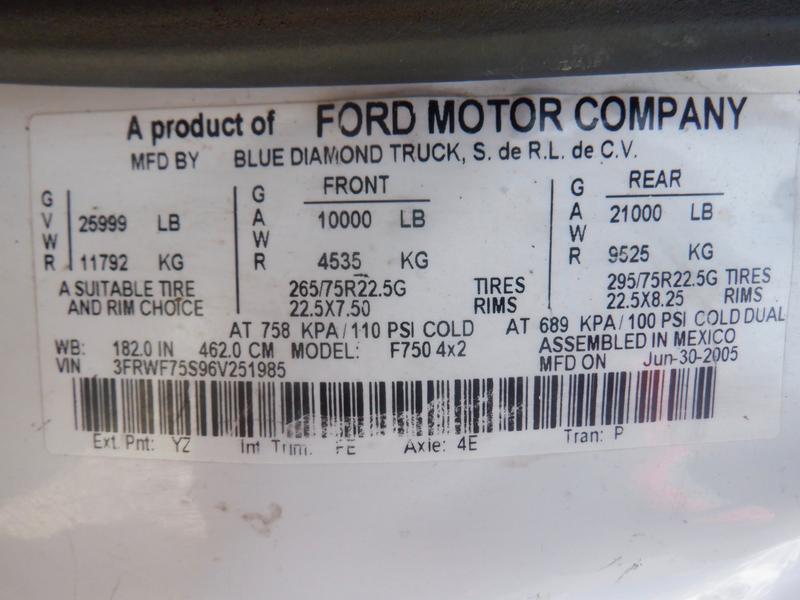 A product of FORD MOTOR COMPANY
MFD BY BLUE DIAMOND TRUCK, S. de R.L. de C.V.
GVWR 25999 LB
11792 KG
GAWR FRONT
10000 LB
4535 KG
GAWR REAR
21000 LB
9525 KG
A SUITABLE TIRE 265/75R22.5G TIRES 295/75R22.5G TIRES
AND RIM CHOICE 22.5X7.50 RIMS 22.5X8.25 RIMS
AT 758 KPA/110 PSI COLD AT 689 KPA/100 PSI COLD DUAL
WB: 182.0 IN 462.0 CM MODEL: F750 4x2 ASSEMBLED IN MEXICO
VIN 3FRWF75S96V251985 MFD ON Jun-30-2005
Ext. Pnt: YZ Int Trim: FE Axle: 4E Tran: P